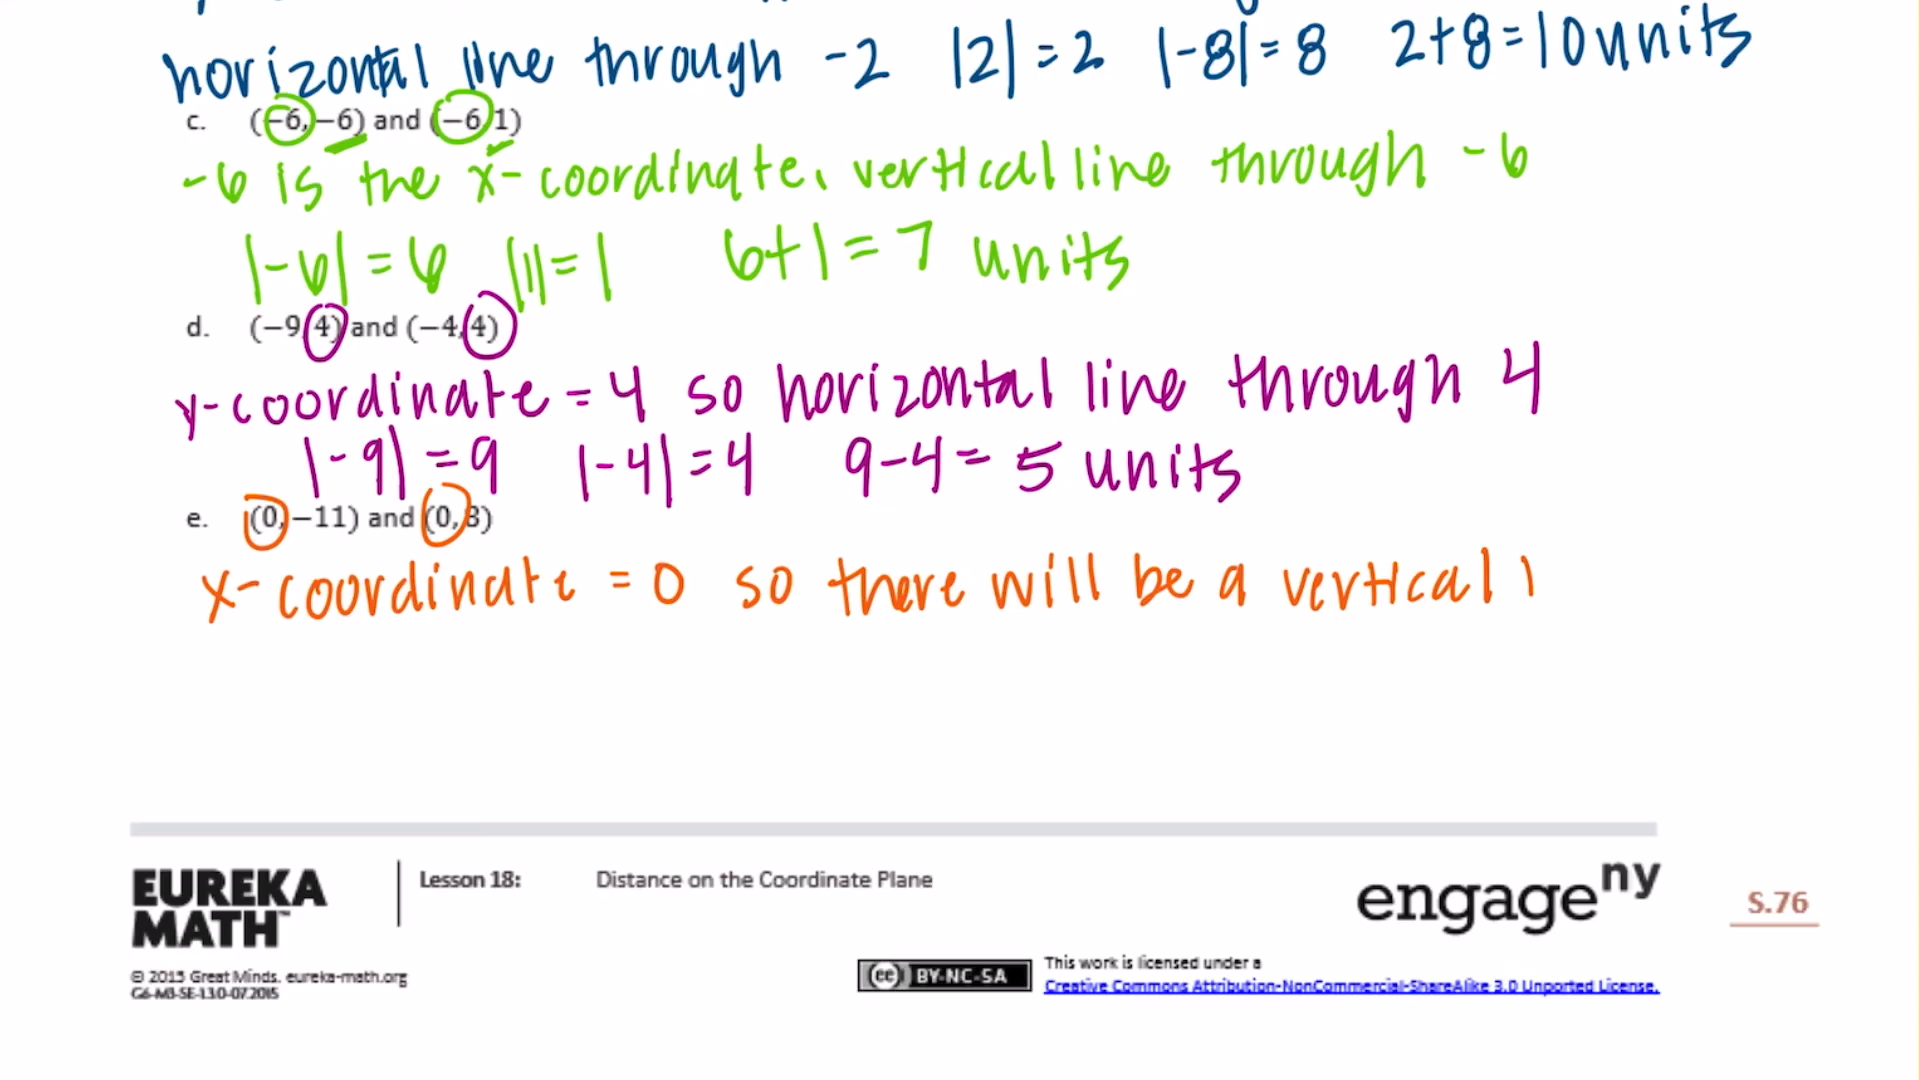 horizontal line through -2 |2|=2 |-8|=8 2+8=10units
c. (−6,−6) and (−6,1)
-6 is the x-coordinate, vertical line through -6
|-6|=6 |1|=1 6+1=7 units
d. (−9,4) and (−4,4)
y-coordinate=4 so horizontal line through 4
|-9|=9 |-4|=4 9-4=5 units
e. (0,−11) and (0,8)
x-coordinate=0 so there will be a vertical
EUREKA MATH™
Lesson 18: Distance on the Coordinate Plane
engage ny
S.76
© 2015 Great Minds. eureka-math.org
G6-M3-SE-1.3.0-07.2015
cc BY-NC-SA
This work is licensed under a
Creative Commons Attribution-NonCommercial-ShareAlike 3.0 Unported License.